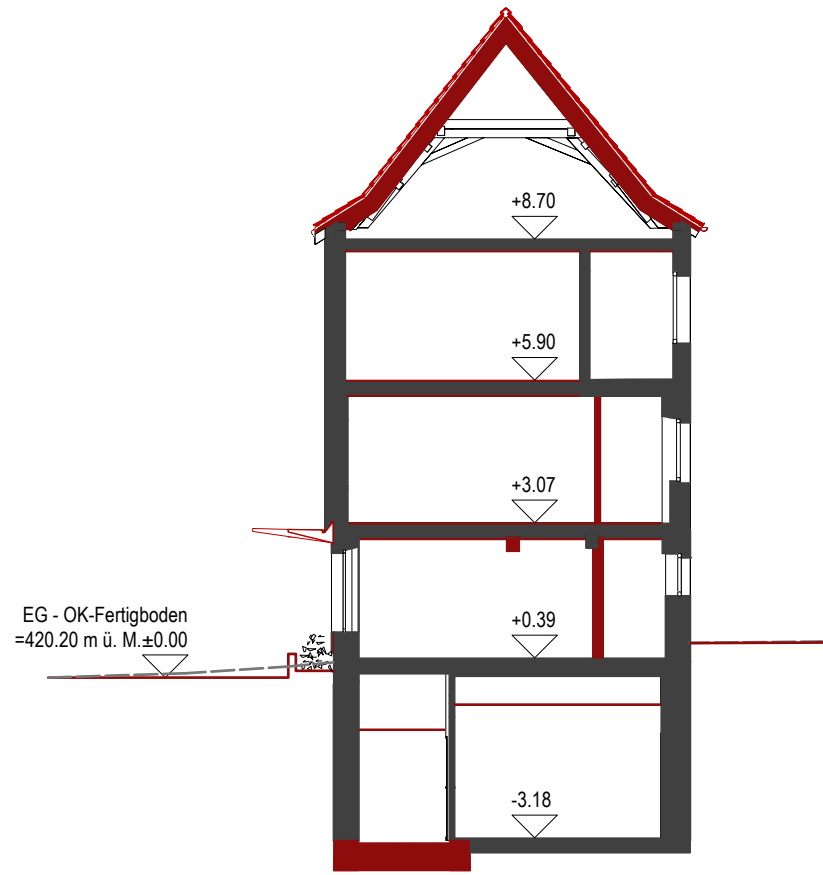 +8.70
+5.90
+3.07
EG - OK-Fertigboden
=420.20 m ü. M.±0.00
+0.39
-3.18